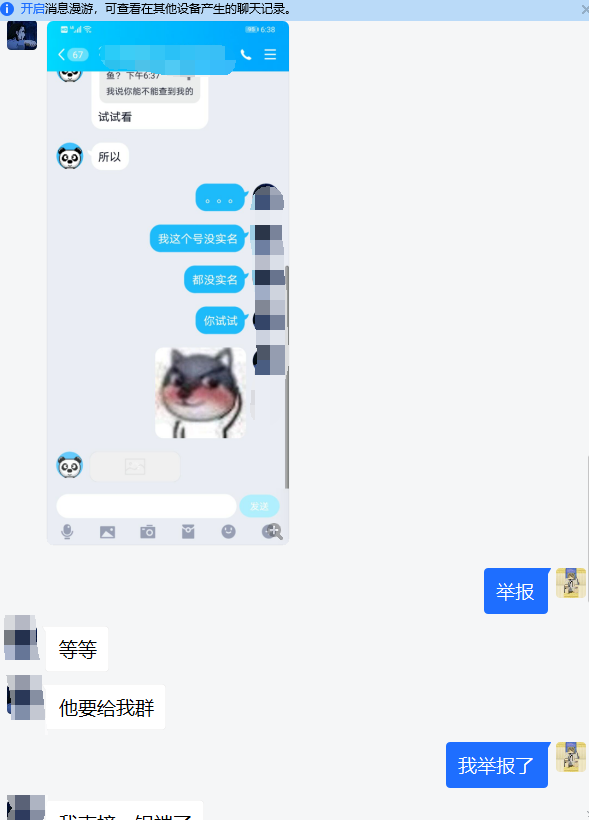 开启消息漫游，可查看在其他设备产生的聊天记录。
6:38
67
鱼？ 下午6:37
我说你能不能查到我的
试试看
所以
。。。
我这个号没实名
都没实名
你试试
发送
举报
等等
他要给我群
我举报了